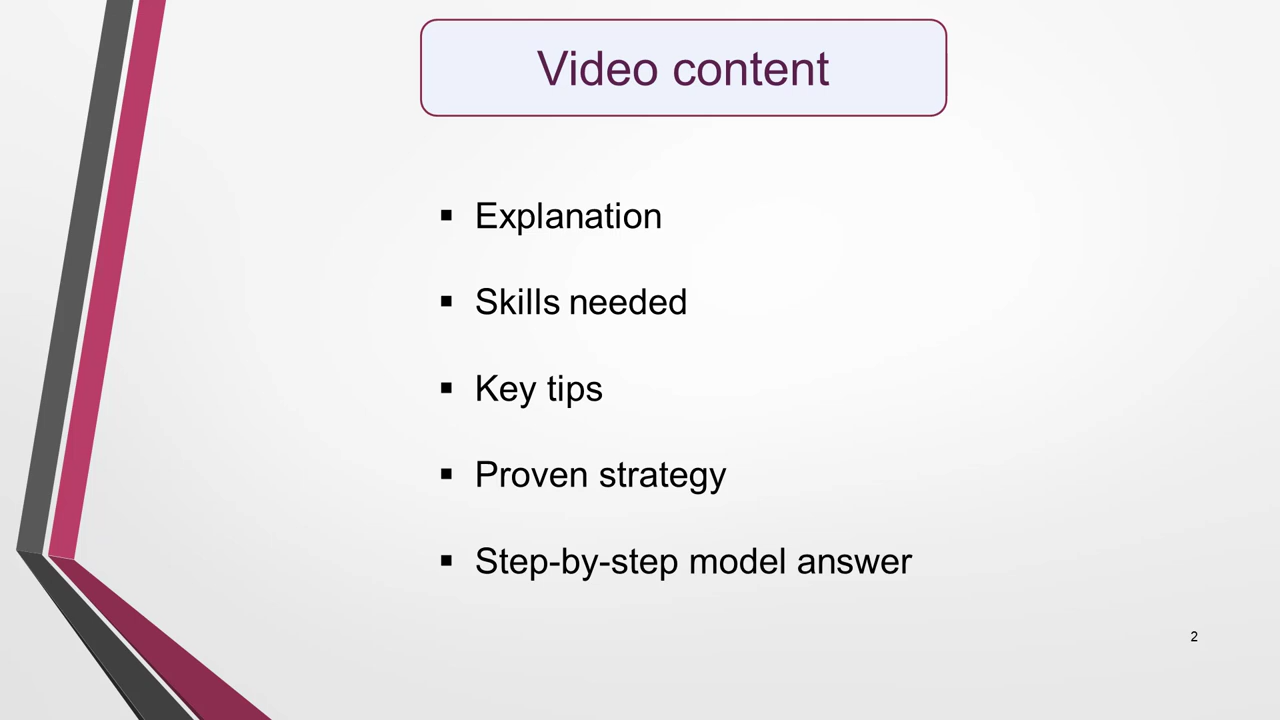 Video content
▪ Explanation
▪ Skills needed
▪ Key tips
▪ Proven strategy
▪ Step-by-step model answer
2